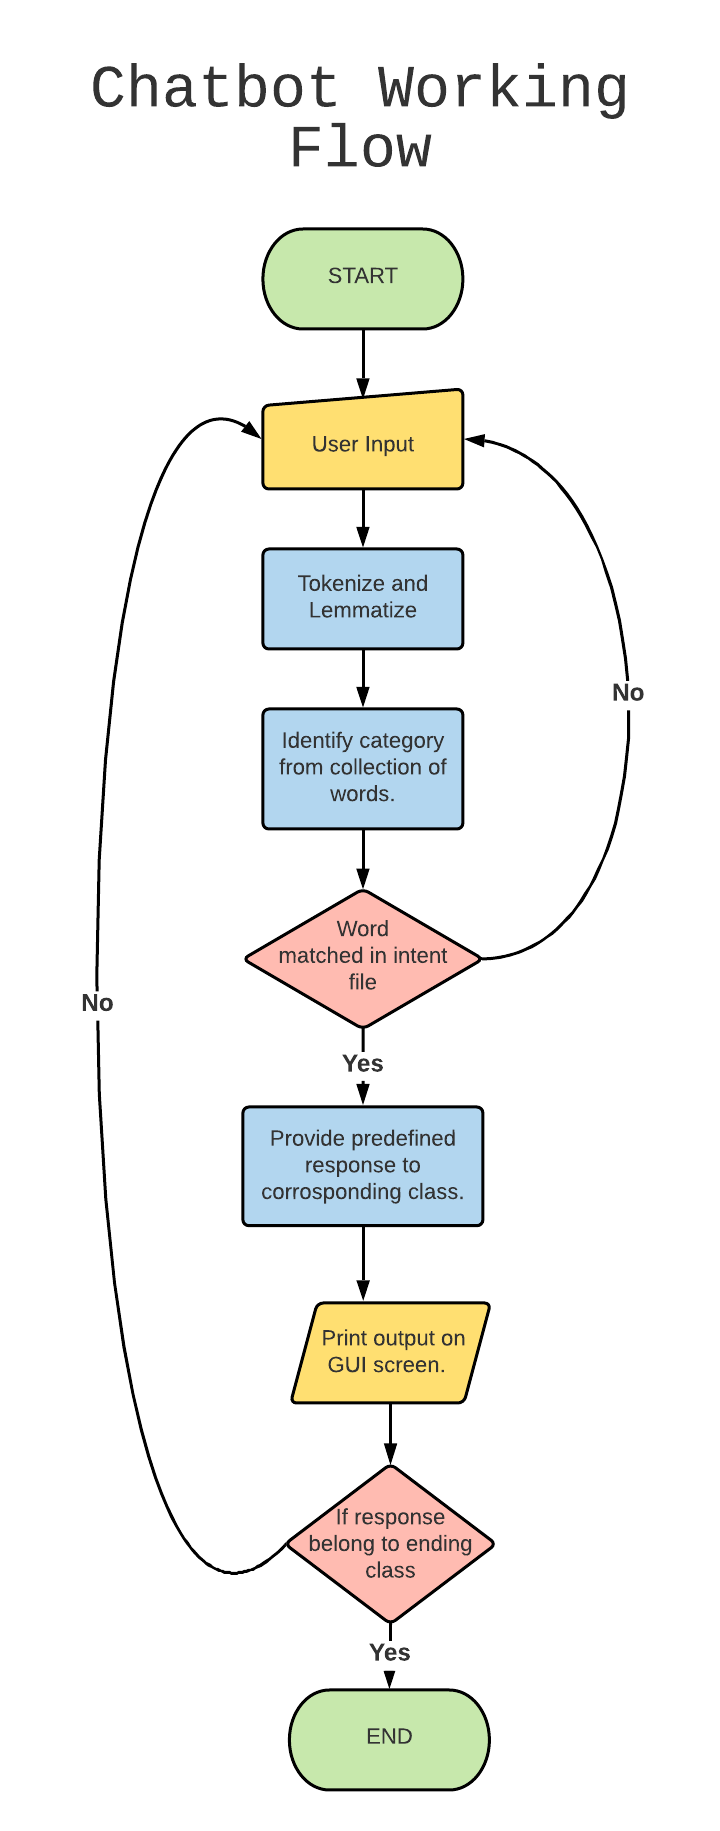 Chatbot Working
Flow
START
User Input
Tokenize and
Lemmatize
Identify category
from collection of
words.
No
Word
matched in intent
file
No
Yes
Provide predefined
response to
corrosponding class.
Print output on
GUI screen.
If response
belong to ending
class
Yes
END